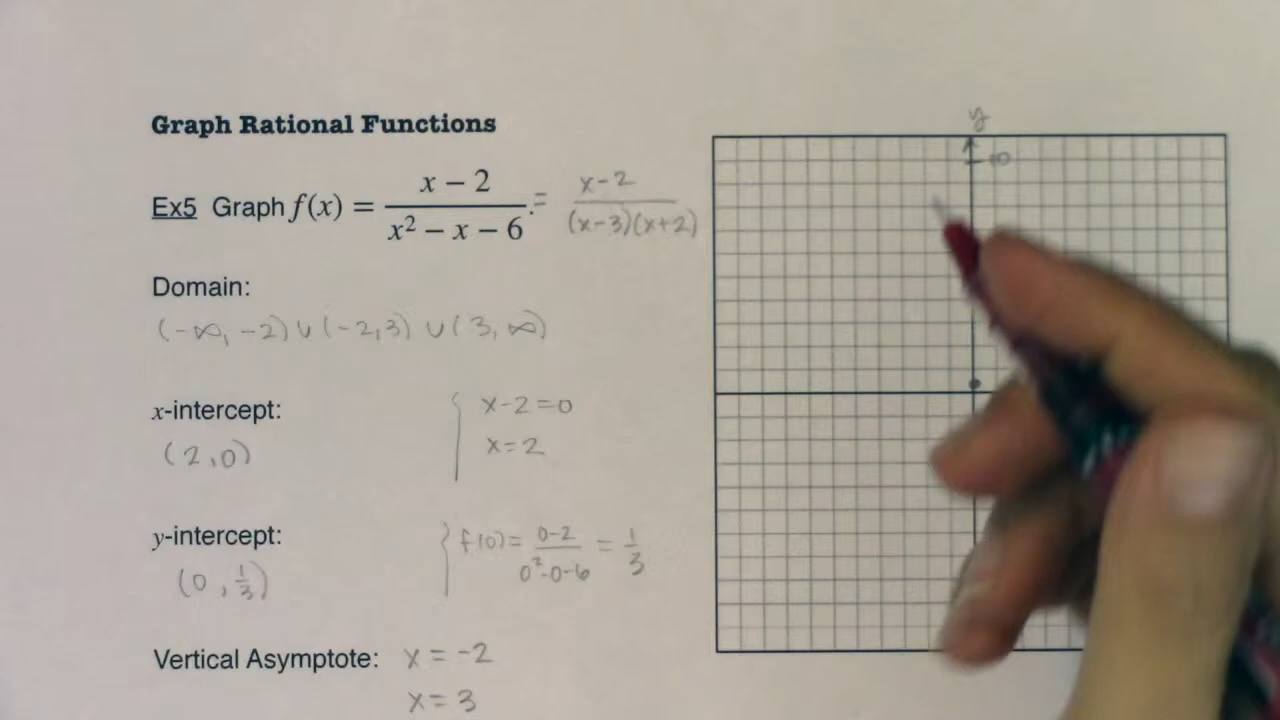 Graph Rational Functions
Ex5 Graph f(x) = (x − 2)/(x² − x − 6). = (x-2)/((x-3)(x+2))
Domain:
(-∞, -2) ∪ (-2, 3) ∪ (3, ∞)
x-intercept:
(2, 0)
x-2=0
x=2
y-intercept:
(0, 1/3)
f(0) = (0-2)/(0²-0-6) = 1/3
Vertical Asymptote: x = -2
x = 3
y
10